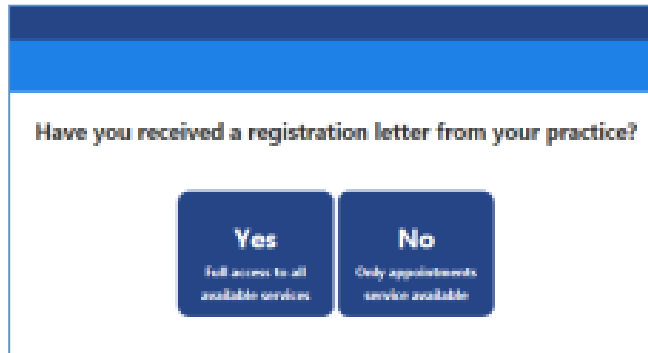 Have you received a registration letter from your practice?
Yes
Full access to all
available services
No
Only appointments
service available